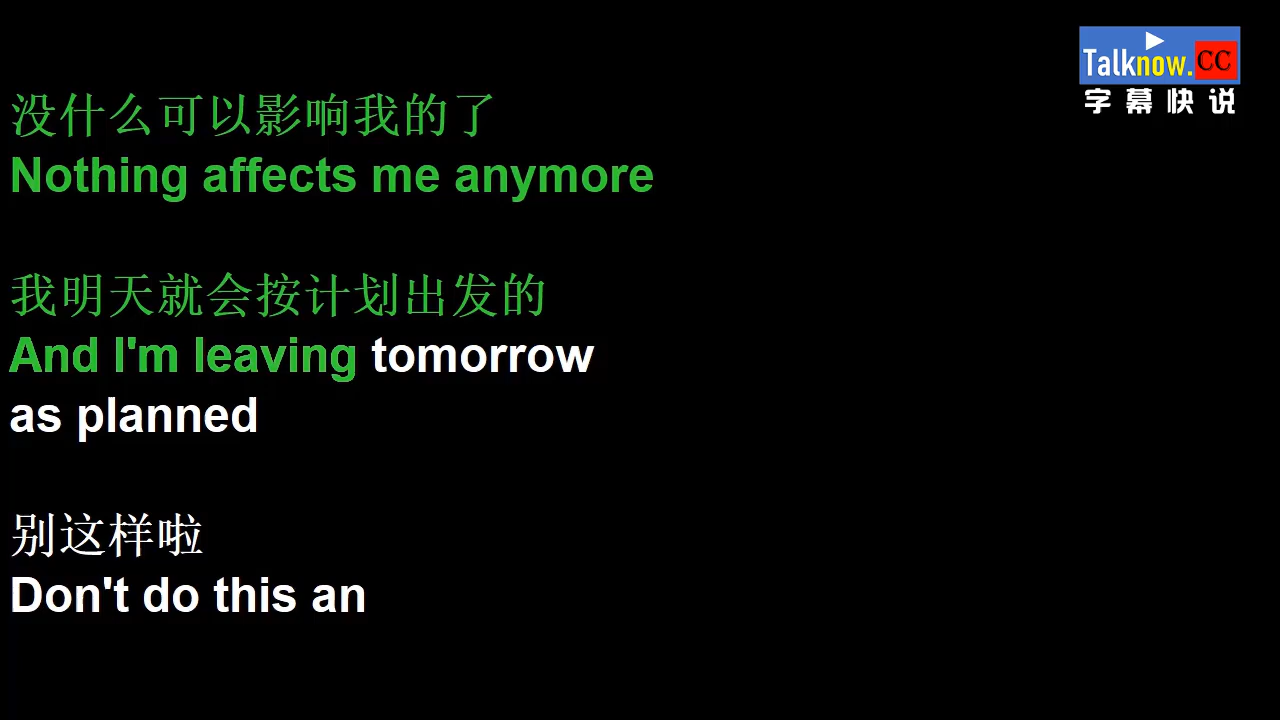 Talknow.CC
字幕快说
没什么可以影响我的了
Nothing affects me anymore
我明天就会按计划出发的
And I'm leaving tomorrow
as planned
别这样啦
Don't do this an